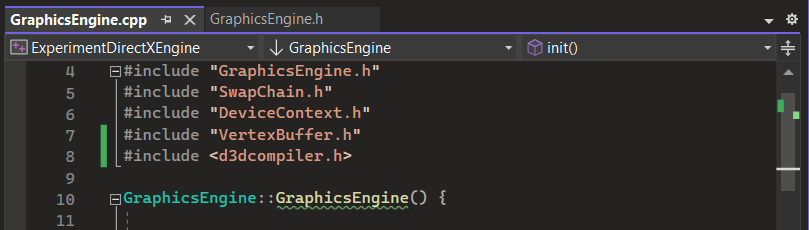 GraphicsEngine.cpp GraphicsEngine.h
ExperimentDirectXEngine GraphicsEngine init()
4 #include "GraphicsEngine.h"
5 #include "SwapChain.h"
6 #include "DeviceContext.h"
7 #include "VertexBuffer.h"
8 #include <d3dcompiler.h>
9
10 GraphicsEngine::GraphicsEngine() {
11